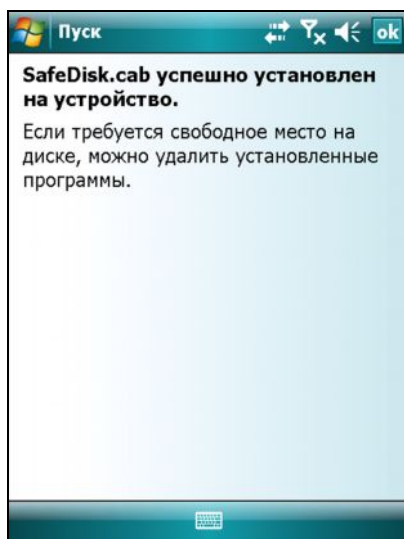 Пуск
ok
SafeDisk.cab успешно установлен
на устройство.
Если требуется свободное место на
диске, можно удалить установленные
программы.